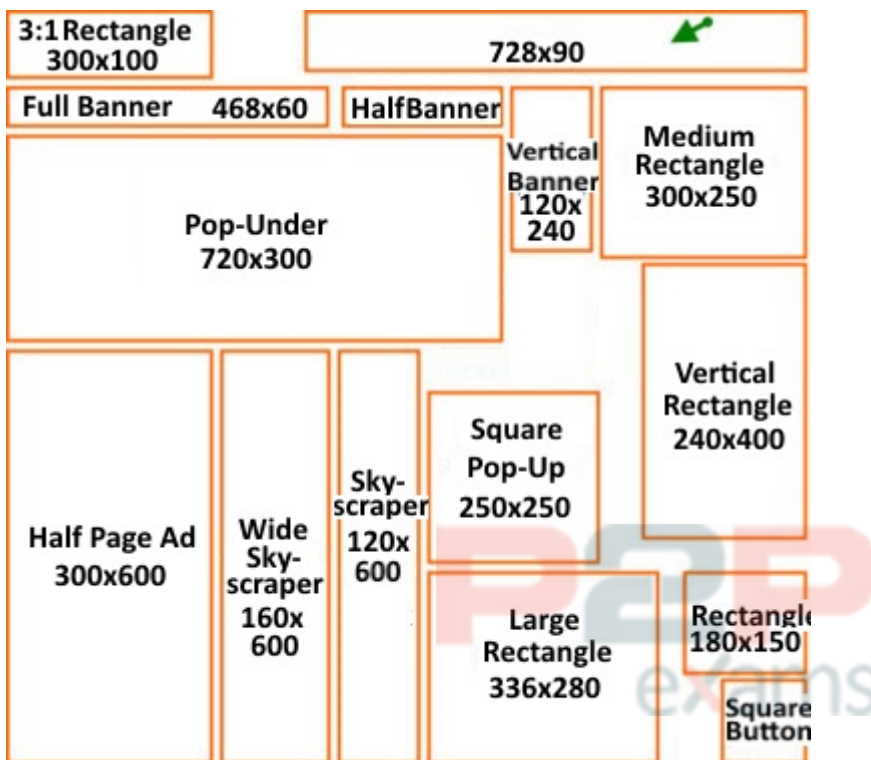 3:1 Rectangle
300x100
728x90
Full Banner 468x60
HalfBanner
Vertical
Banner
120x
240
Medium
Rectangle
300x250
Pop-Under
720x300
Vertical
Rectangle
240x400
Square
Pop-Up
250x250
Half Page Ad
300x600
Wide
Sky-
scraper
160x
600
Sky-
scraper
120x
600
Large
Rectangle
336x280
Rectangle
180x150
Square
Button
P2P
exams